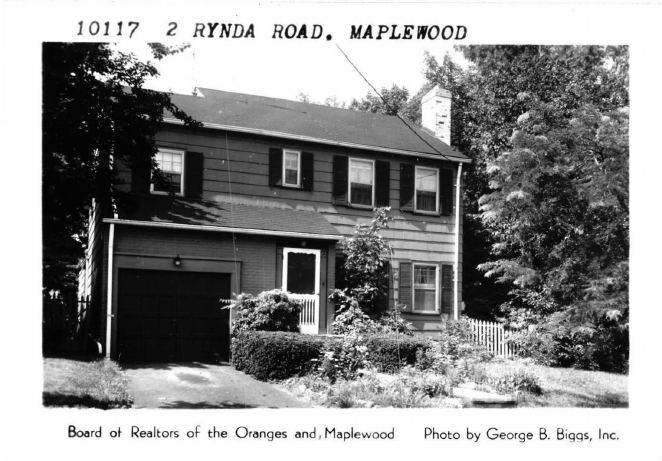 10117 2 RYNDA ROAD. MAPLEWOOD
Board of Realtors of the Oranges and, Maplewood Photo by George B. Biggs, Inc.